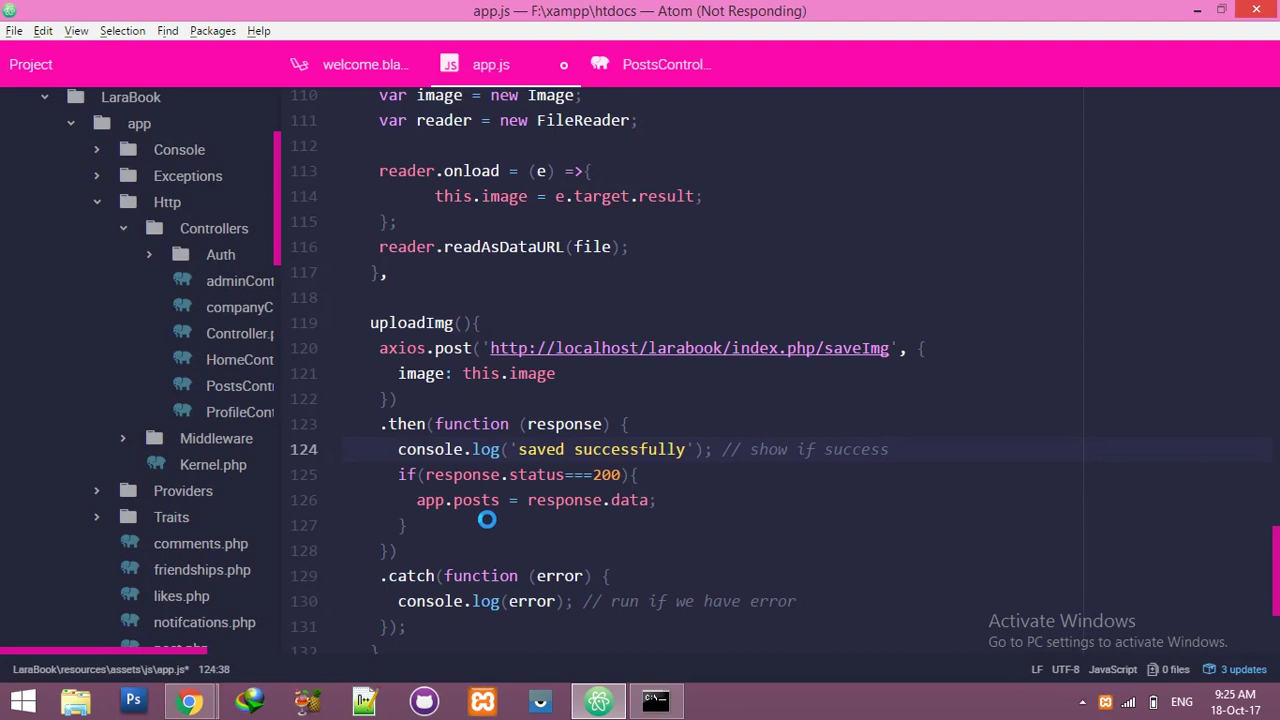 app.js — F:\xampp\htdocs — Atom (Not Responding)
File Edit View Selection Find Packages Help
Project
welcome.bla...
app.js
PostsControl...
LaraBook
app
Console
Exceptions
Http
Controllers
Auth
adminCont
companyC
Controller.p
HomeCont
PostsCont
ProfileCont
Middleware
Kernel.php
Providers
Traits
comments.php
friendships.php
likes.php
notifcations.php
110 var image = new Image;
111 var reader = new FileReader;
112
113 reader.onload = (e) =>{
114 this.image = e.target.result;
115 };
116 reader.readAsDataURL(file);
117 },
118
119 uploadImg(){
120 axios.post('http://localhost/larabook/index.php/saveImg', {
121 image: this.image
122 })
123 .then(function (response) {
124 console.log('saved successfully'); // show if success
125 if(response.status===200){
126 app.posts = response.data;
127 }
128 })
129 .catch(function (error) {
130 console.log(error); // run if we have error
131 });
132 }
Activate Windows
Go to PC settings to activate Windows.
LaraBook\resources\assets\js\app.js* 124:38
LF UTF-8 JavaScript 0 files 3 updates
Ps
ENG
9:25 AM
18-Oct-17